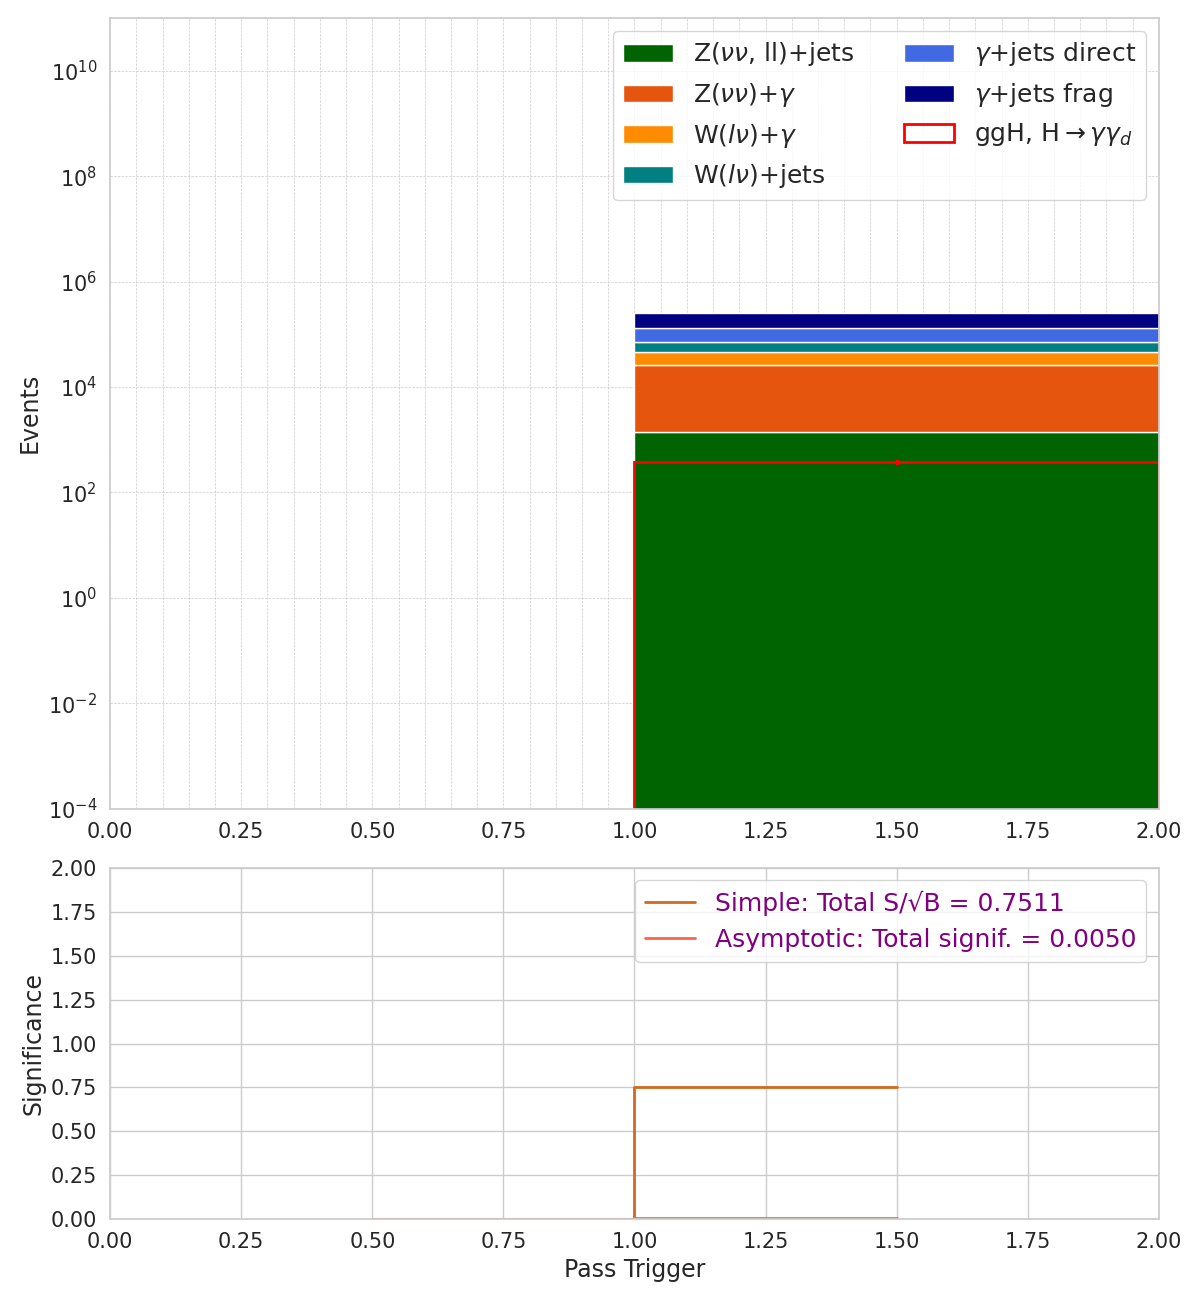 Z(νν, ll)+jets
Z(νν)+γ
W(lν)+γ
W(lν)+jets
γ+jets direct
γ+jets frag
ggH, H→γγ_d
10^10
10^8
10^6
10^4
10^2
10^0
10^−2
10^−4
Events
0.00 0.25 0.50 0.75 1.00 1.25 1.50 1.75 2.00
Simple: Total S/√B = 0.7511
Asymptotic: Total signif. = 0.0050
2.00
1.75
1.50
1.25
1.00
0.75
0.50
0.25
0.00
Significance
0.00 0.25 0.50 0.75 1.00 1.25 1.50 1.75 2.00
Pass Trigger